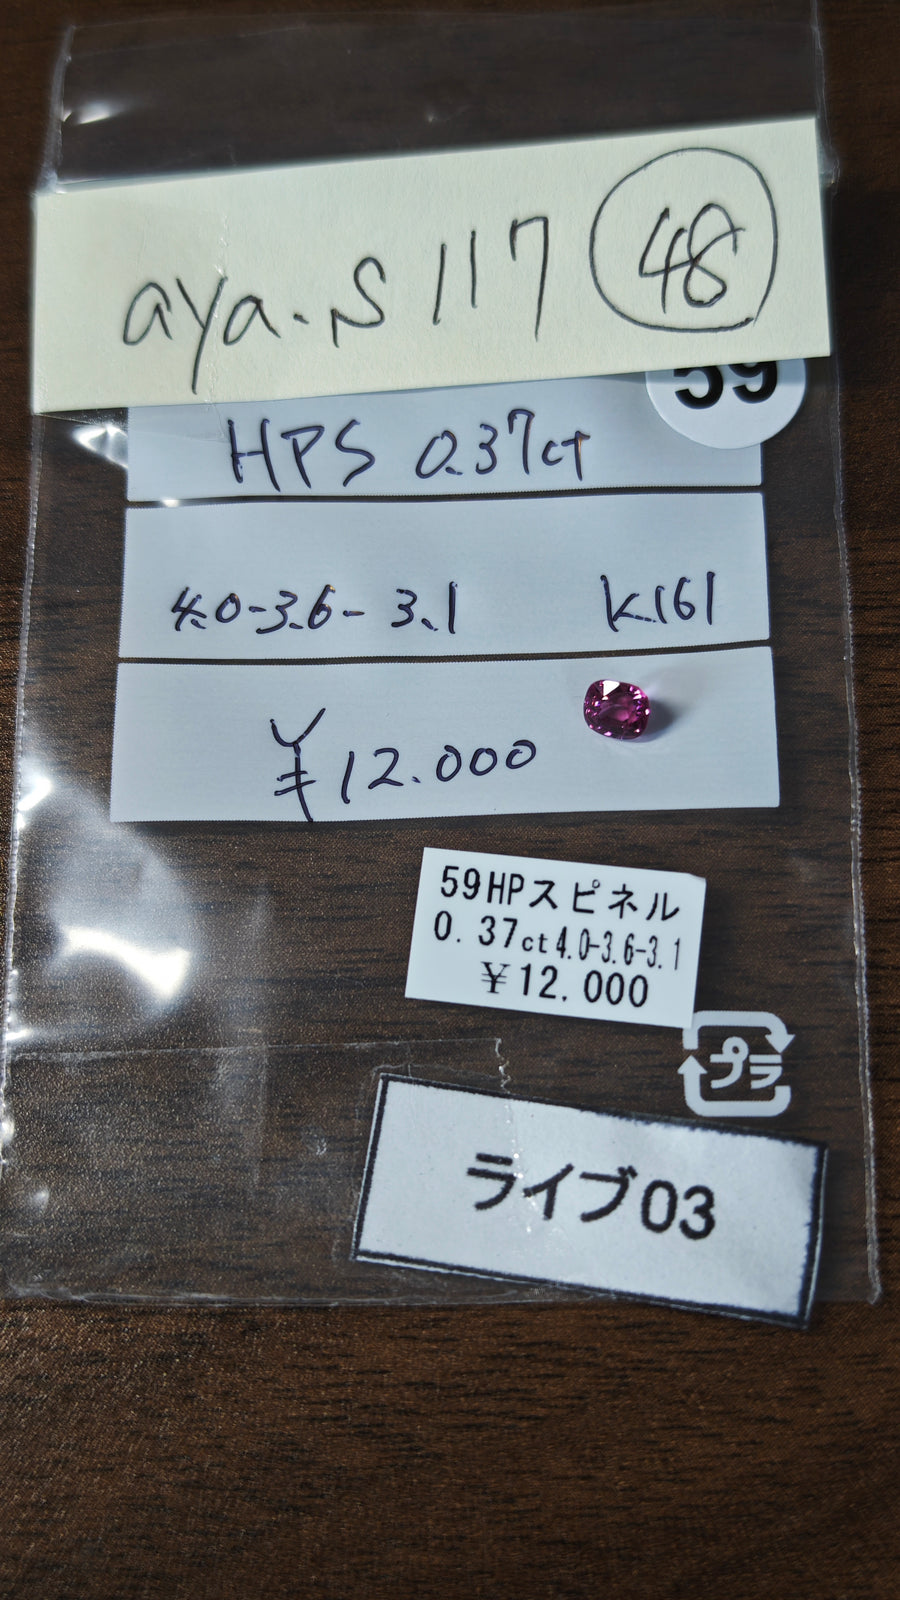 aya.s117 48
59
HPS 0.37ct
4.0-3.6-3.1 K161
¥12.000
59HPスピネル
0.37ct4.0-3.6-3.1
¥12.000
プラ
ライブ03